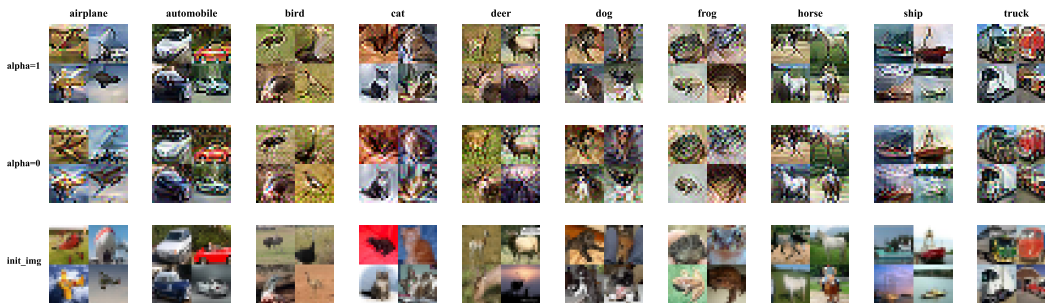 airplane automobile bird cat deer dog frog horse ship truck
alpha=1
alpha=0
init_img